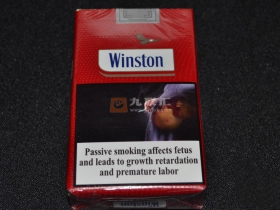 Winston
Passive smoking affects fetus
and leads to growth retardation
and premature labor